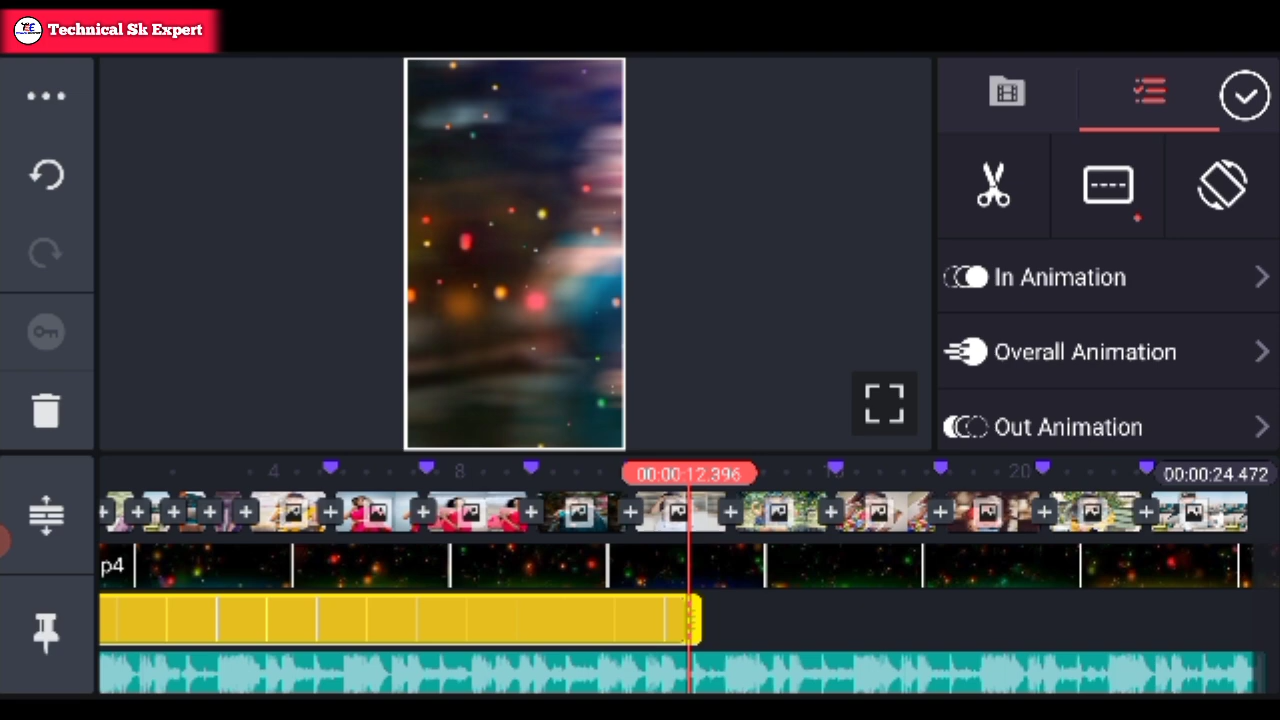 Technical Sk Expert
In Animation
Overall Animation
Out Animation
4
8
00:00:12.396
20
00:00:24.472
p4